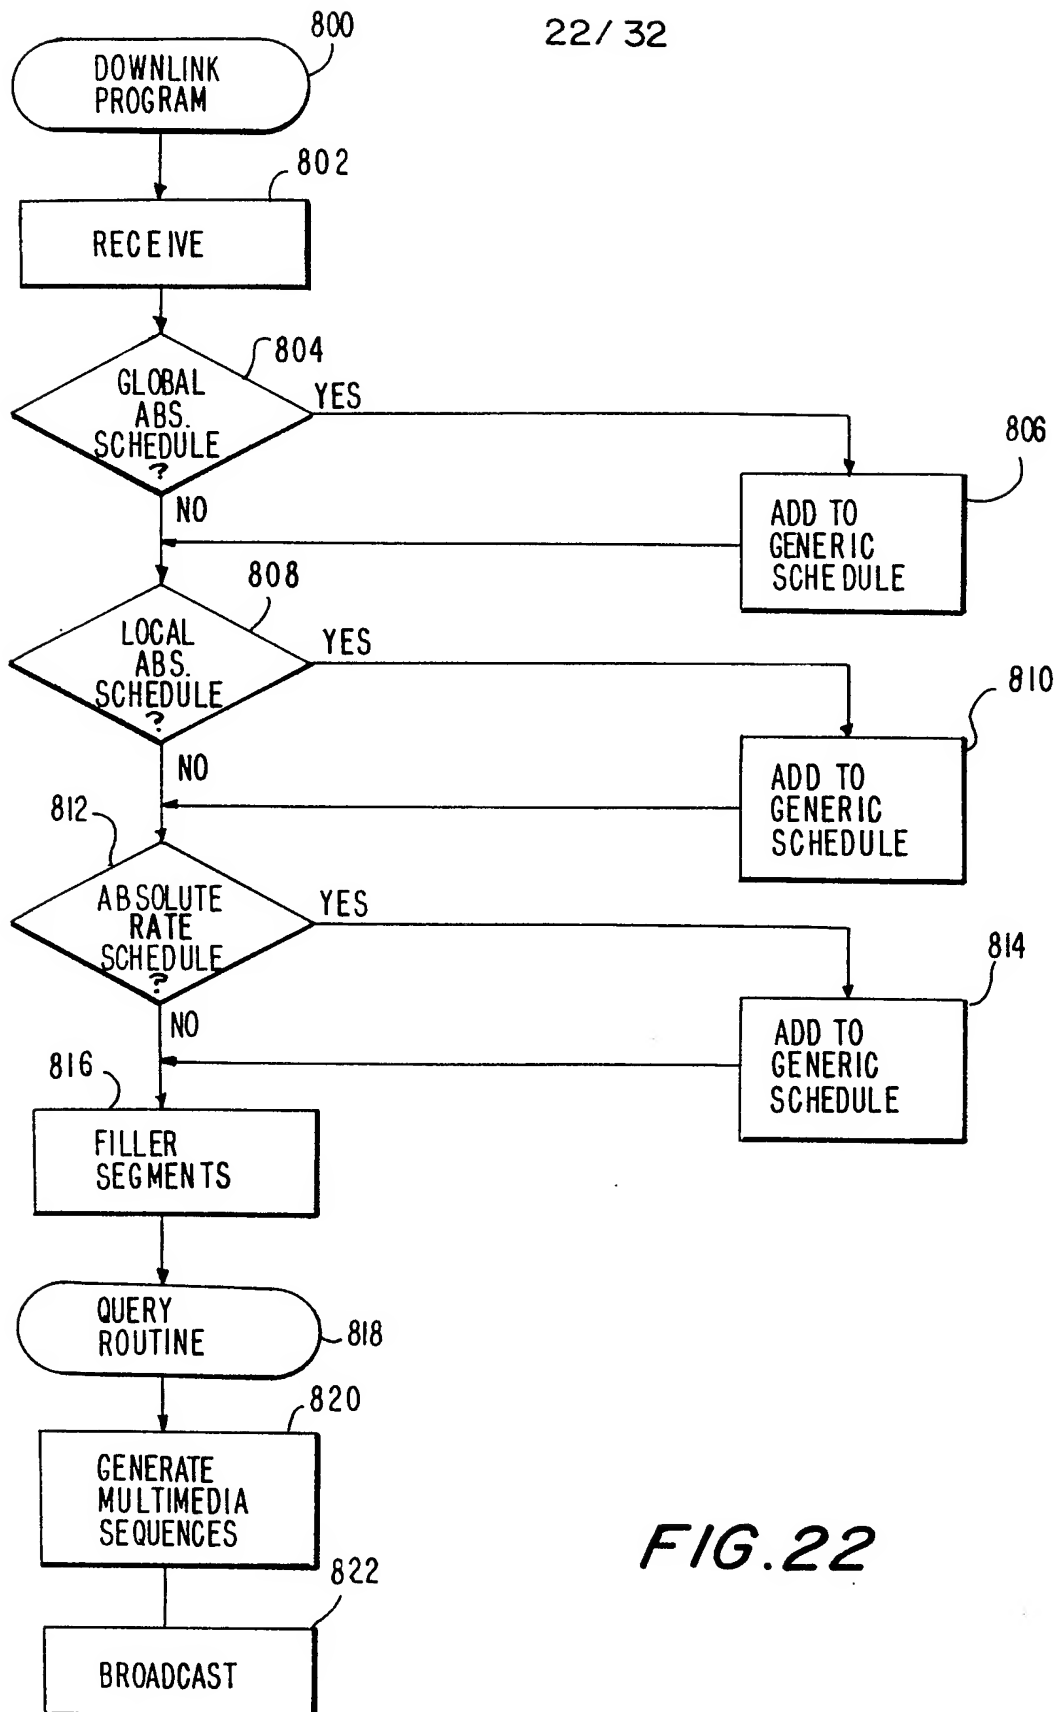 22/32
800
DOWNLINK
PROGRAM
802
RECEIVE
804
GLOBAL
ABS.
SCHEDULE
?
YES
NO
806
ADD TO
GENERIC
SCHEDULE
808
LOCAL
ABS.
SCHEDULE
?
YES
NO
810
ADD TO
GENERIC
SCHEDULE
812
ABSOLUTE
RATE
SCHEDULE
?
YES
NO
814
ADD TO
GENERIC
SCHEDULE
816
FILLER
SEGMENTS
QUERY
ROUTINE
818
820
GENERATE
MULTIMEDIA
SEQUENCES
822
BROADCAST
FIG.22